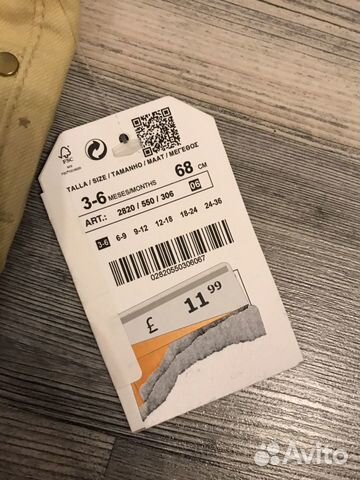 FSC
TALLA / SIZE / TAMANHO / MAAT / ΜΕΓΕΘΟΣ
3-6 MESES/MONTHS 68 CM
ART.: 2820 / 550 / 306 06
3-6 6-9 9-12 12-18 18-24 24-36
02820550306067
£ 11.99
Avito